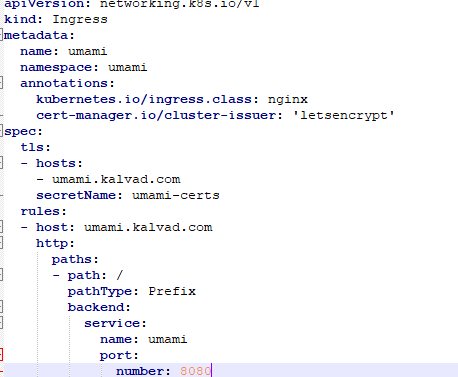 apiVersion: networking.k8s.io/v1
kind: Ingress
metadata:
  name: umami
  namespace: umami
  annotations:
    kubernetes.io/ingress.class: nginx
    cert-manager.io/cluster-issuer: 'letsencrypt'
spec:
  tls:
  - hosts:
    - umami.kalvad.com
    secretName: umami-certs
  rules:
  - host: umami.kalvad.com
    http:
      paths:
      - path: /
        pathType: Prefix
        backend:
          service:
            name: umami
            port:
              number: 8080